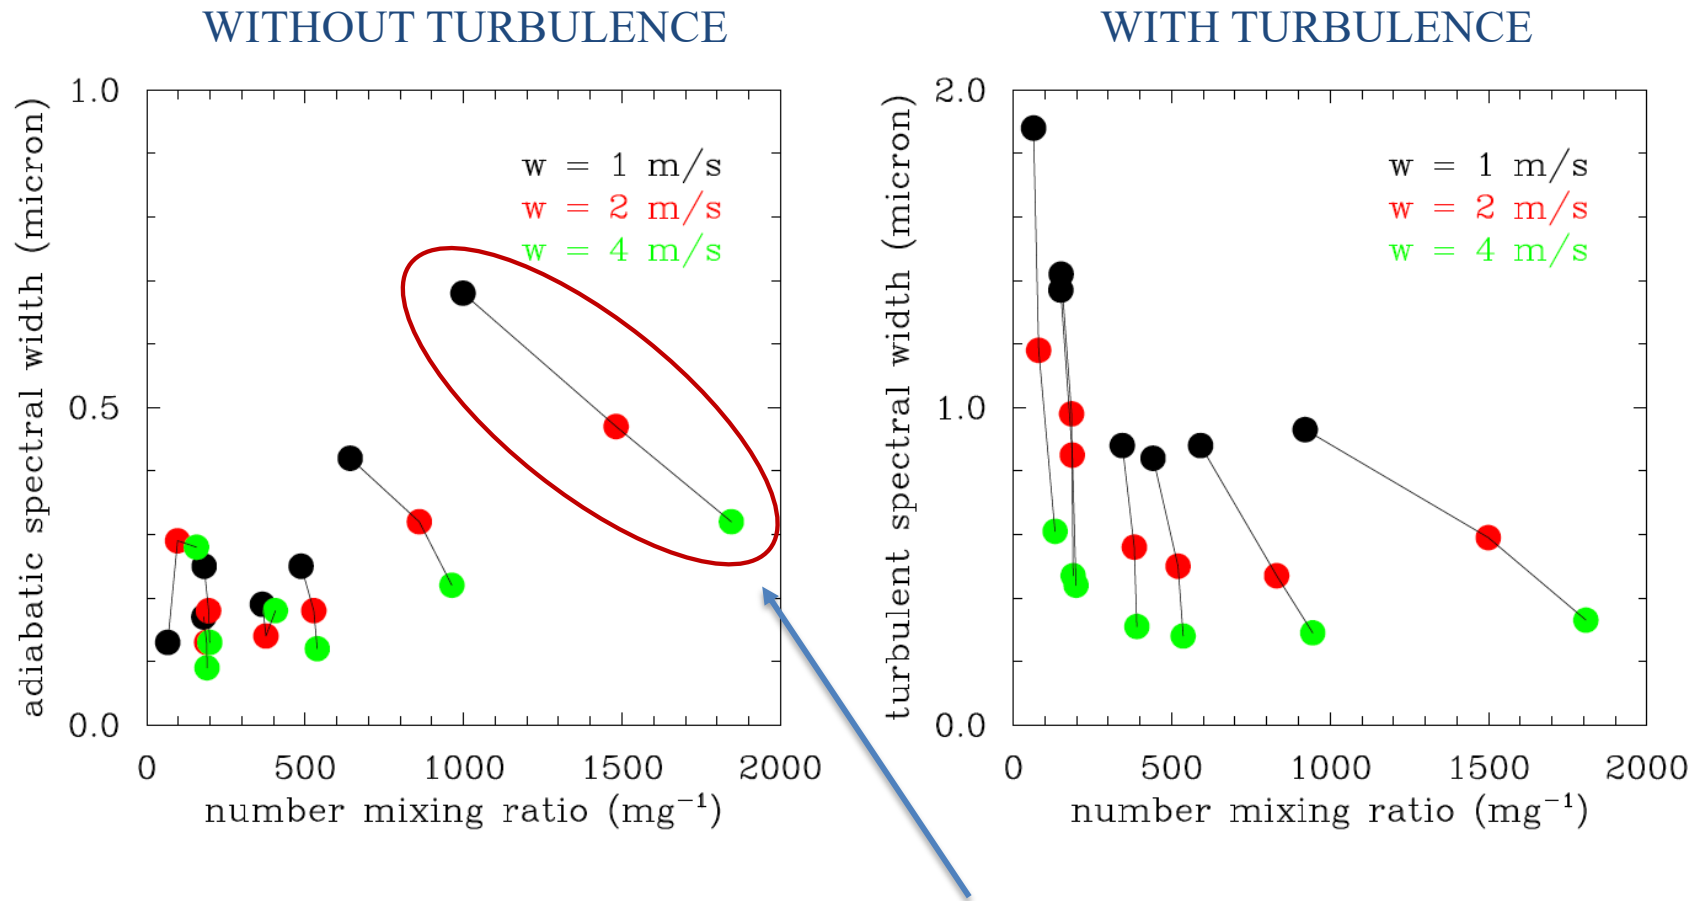 WITHOUT TURBULENCE
adiabatic spectral width (micron)
1.0
0.5
0.0
w = 1 m/s
w = 2 m/s
w = 4 m/s
0 500 1000 1500 2000
number mixing ratio (mg⁻¹)
WITH TURBULENCE
turbulent spectral width (micron)
2.0
1.0
0.0
w = 1 m/s
w = 2 m/s
w = 4 m/s
0 500 1000 1500 2000
number mixing ratio (mg⁻¹)